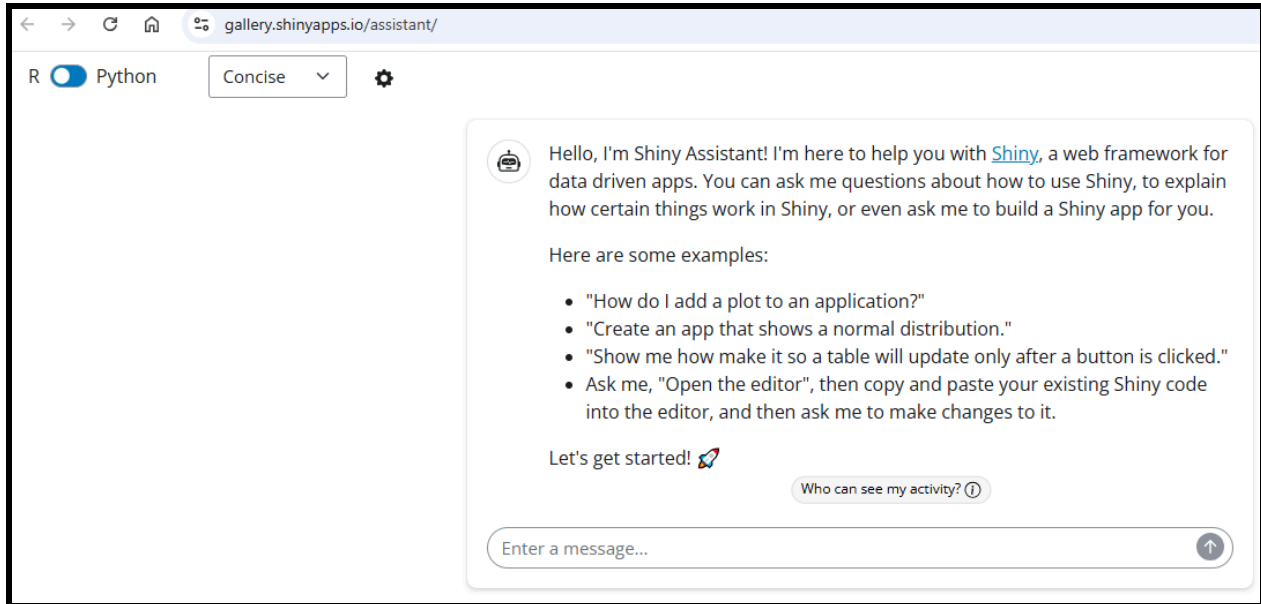 gallery.shinyapps.io/assistant/
R Python Concise
Hello, I'm Shiny Assistant! I'm here to help you with Shiny, a web framework for
data driven apps. You can ask me questions about how to use Shiny, to explain
how certain things work in Shiny, or even ask me to build a Shiny app for you.
Here are some examples:
• "How do I add a plot to an application?"
• "Create an app that shows a normal distribution."
• "Show me how make it so a table will update only after a button is clicked."
• Ask me, "Open the editor", then copy and paste your existing Shiny code
into the editor, and then ask me to make changes to it.
Let's get started! 🚀
Who can see my activity?
Enter a message...